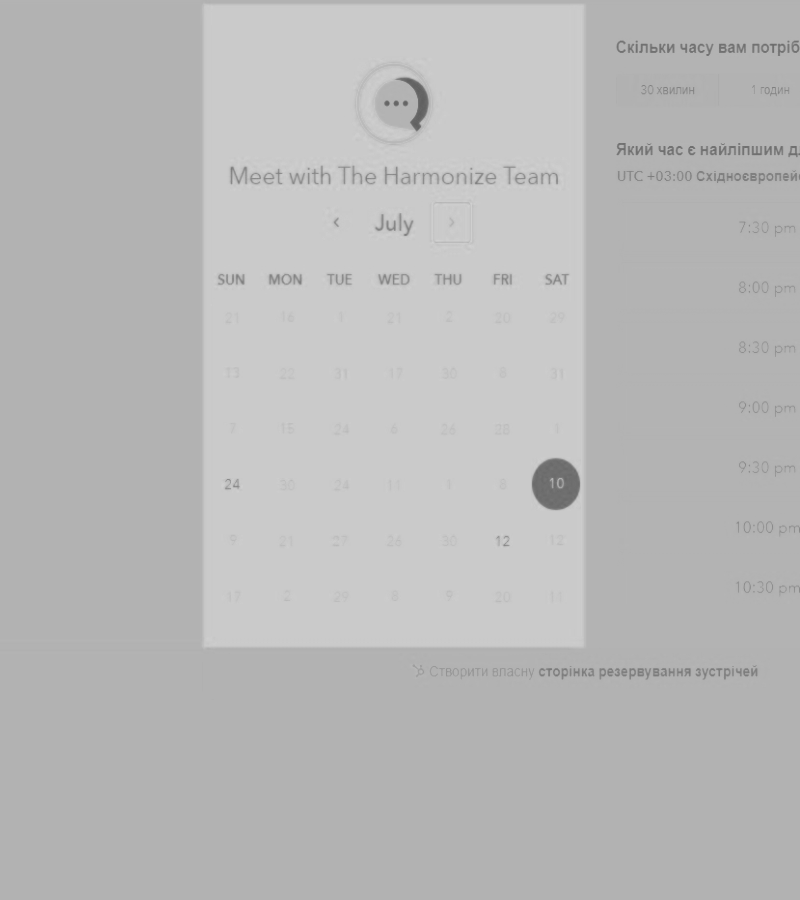 Meet with The Harmonize Team
July
SUN MON TUE WED THU FRI SAT
21 16 1 21 2 20 29
13 22 31 17 30 8 31
7 15 24 6 26 28 1
24 30 24 11 1 8 10
9 21 27 26 30 12 12
17 2 29 8 9 20 11
Скільки часу вам потріб
30 хвилин 1 годин
Який час є найліпшим д
UTC +03:00 Східноєвропей
7:30 pm
8:00 pm
8:30 pm
9:00 pm
9:30 pm
10:00 pm
10:30 pm
Створити власну сторінка резервування зустрічей